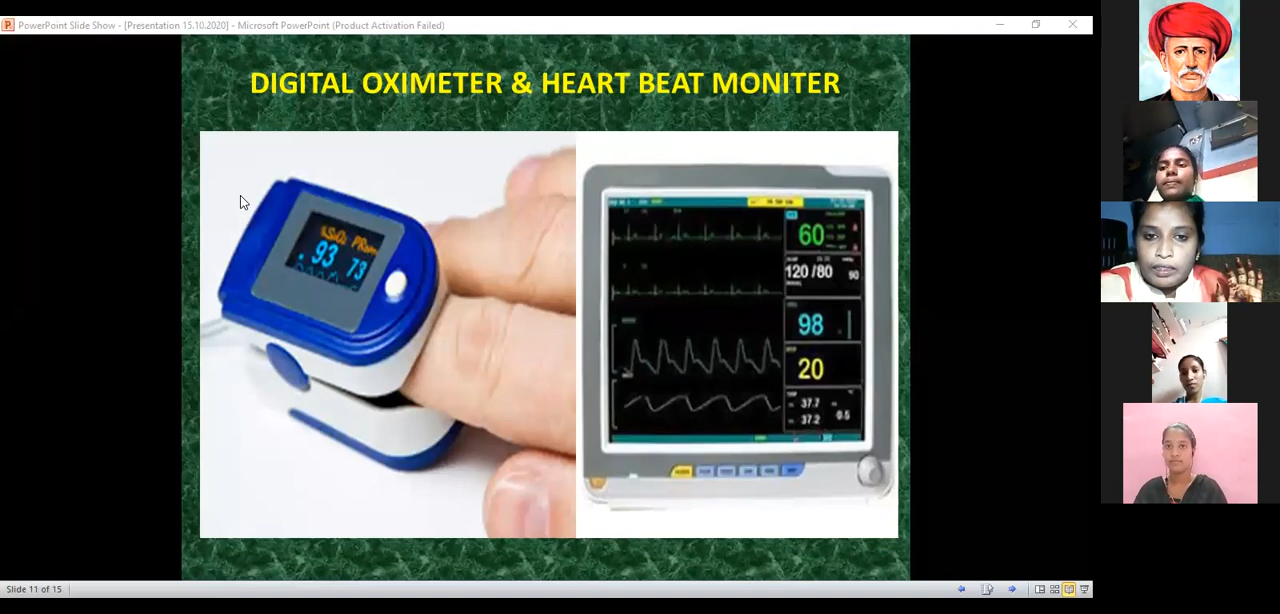 PowerPoint Slide Show - [Presentation 15.10.2020] - Microsoft PowerPoint (Product Activation Failed)
DIGITAL OXIMETER & HEART BEAT MONITER
%SpO2 PRbpm
93 73
60
120/80 90
98
20
37.7
37.2 0.5
Slide 11 of 15